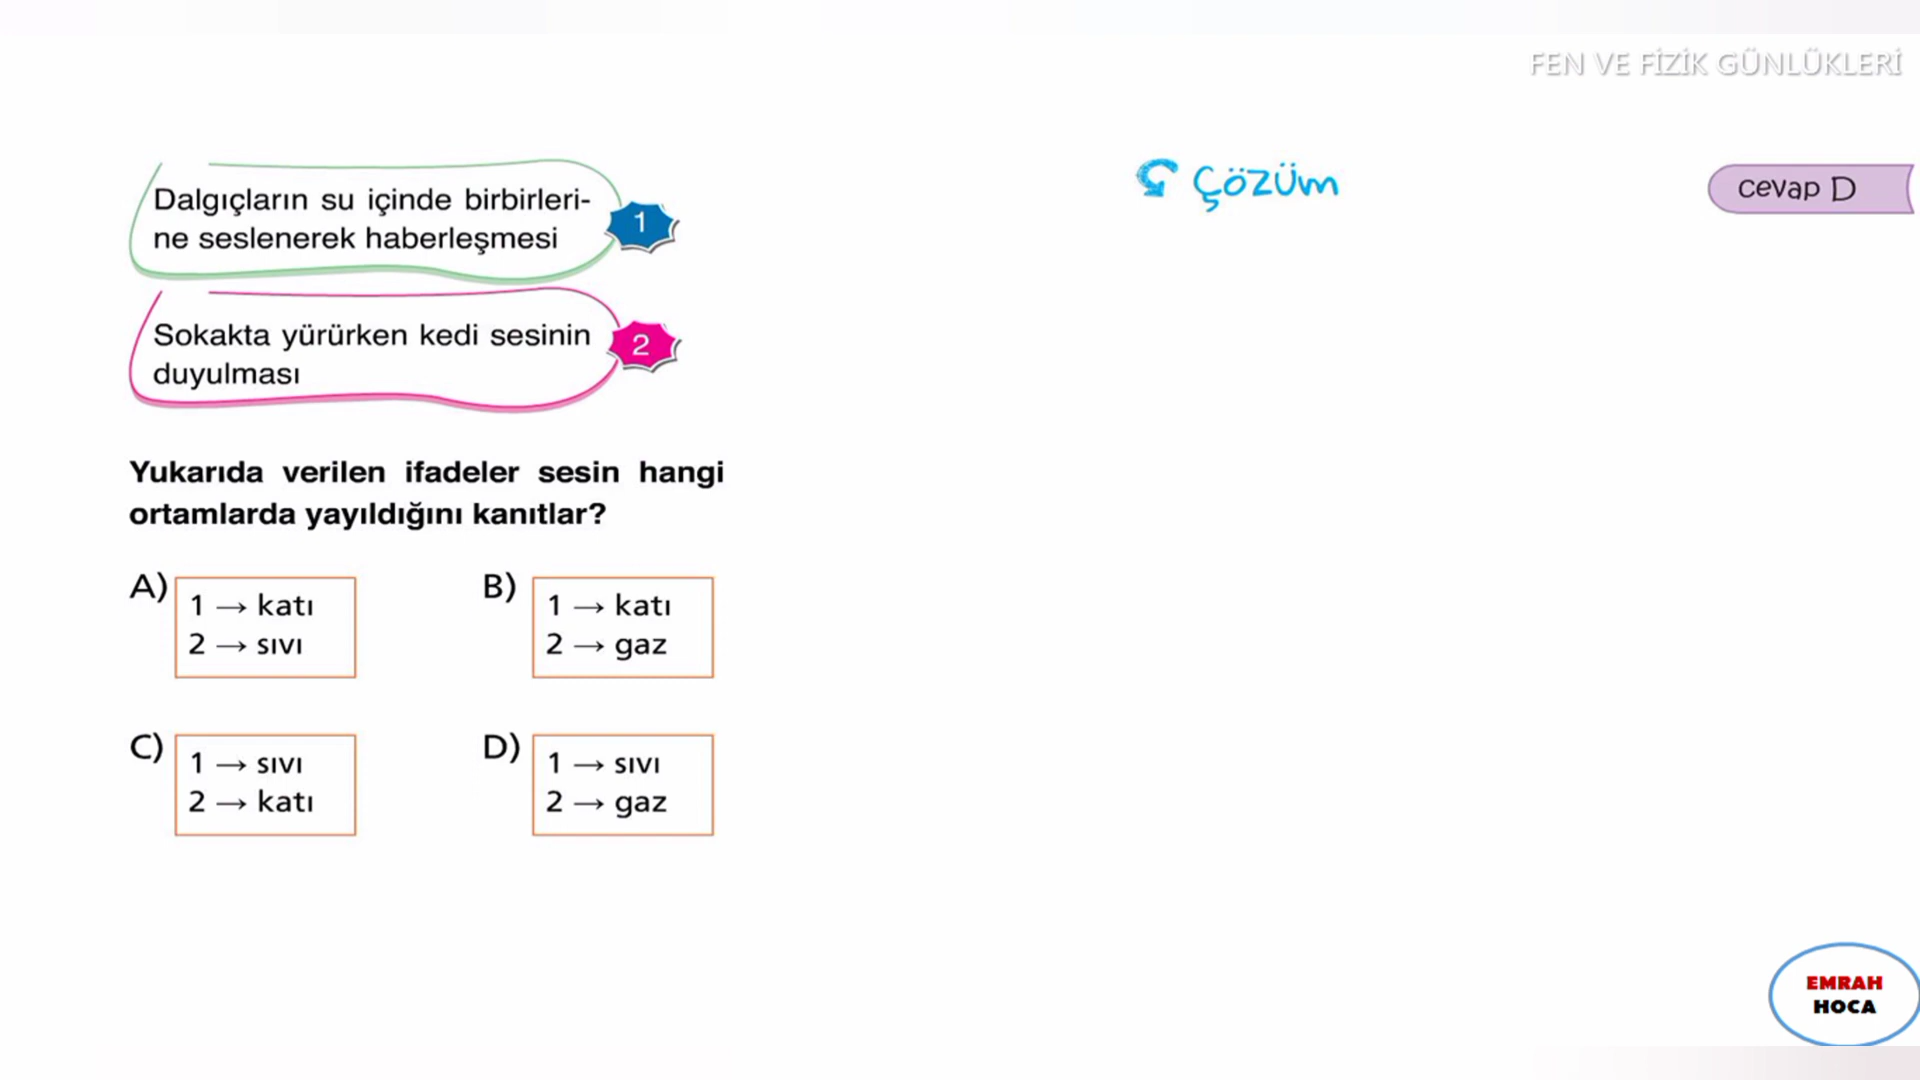 FEN VE FİZİK GÜNLÜKLERİ
Dalgıçların su içinde birbirleri-
ne seslenerek haberleşmesi
1
Sokakta yürürken kedi sesinin
duyulması
2
Yukarıda verilen ifadeler sesin hangi
ortamlarda yayıldığını kanıtlar?
A)
1 → katı
2 → sıvı
B)
1 → katı
2 → gaz
C)
1 → sıvı
2 → katı
D)
1 → sıvı
2 → gaz
Çözüm
cevap D
EMRAH
HOCA